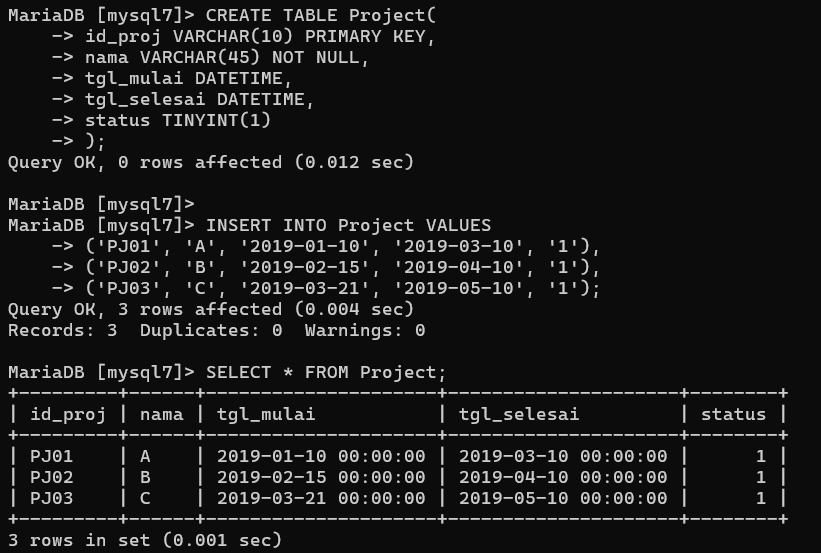 MariaDB [mysql7]> CREATE TABLE Project(
    -> id_proj VARCHAR(10) PRIMARY KEY,
    -> nama VARCHAR(45) NOT NULL,
    -> tgl_mulai DATETIME,
    -> tgl_selesai DATETIME,
    -> status TINYINT(1)
    -> );
Query OK, 0 rows affected (0.012 sec)

MariaDB [mysql7]>
MariaDB [mysql7]> INSERT INTO Project VALUES
    -> ('PJ01', 'A', '2019-01-10', '2019-03-10', '1'),
    -> ('PJ02', 'B', '2019-02-15', '2019-04-10', '1'),
    -> ('PJ03', 'C', '2019-03-21', '2019-05-10', '1');
Query OK, 3 rows affected (0.004 sec)
Records: 3  Duplicates: 0  Warnings: 0

MariaDB [mysql7]> SELECT * FROM Project;
+---------+------+---------------------+---------------------+--------+
| id_proj | nama | tgl_mulai           | tgl_selesai         | status |
+---------+------+---------------------+---------------------+--------+
| PJ01    | A    | 2019-01-10 00:00:00 | 2019-03-10 00:00:00 |      1 |
| PJ02    | B    | 2019-02-15 00:00:00 | 2019-04-10 00:00:00 |      1 |
| PJ03    | C    | 2019-03-21 00:00:00 | 2019-05-10 00:00:00 |      1 |
+---------+------+---------------------+---------------------+--------+
3 rows in set (0.001 sec)